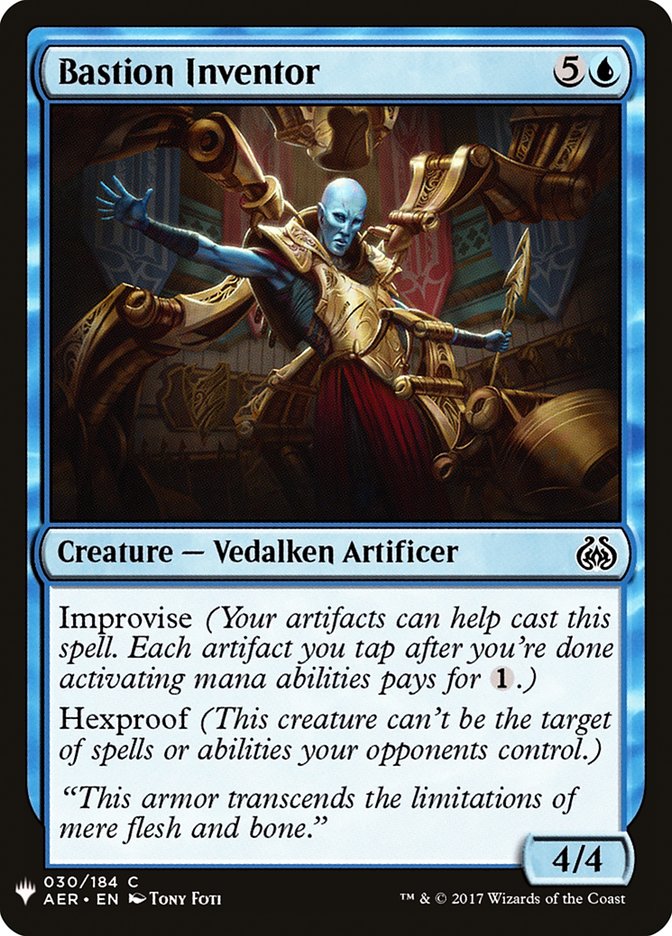 Bastion Inventor 5
Creature — Vedalken Artificer
Improvise (Your artifacts can help cast this
spell. Each artifact you tap after you're done
activating mana abilities pays for 1.)
Hexproof (This creature can't be the target
of spells or abilities your opponents control.)
“This armor transcends the limitations of
mere flesh and bone.”
4/4
030/184 C
AER • EN Tony Foti
™ & © 2017 Wizards of the Coast